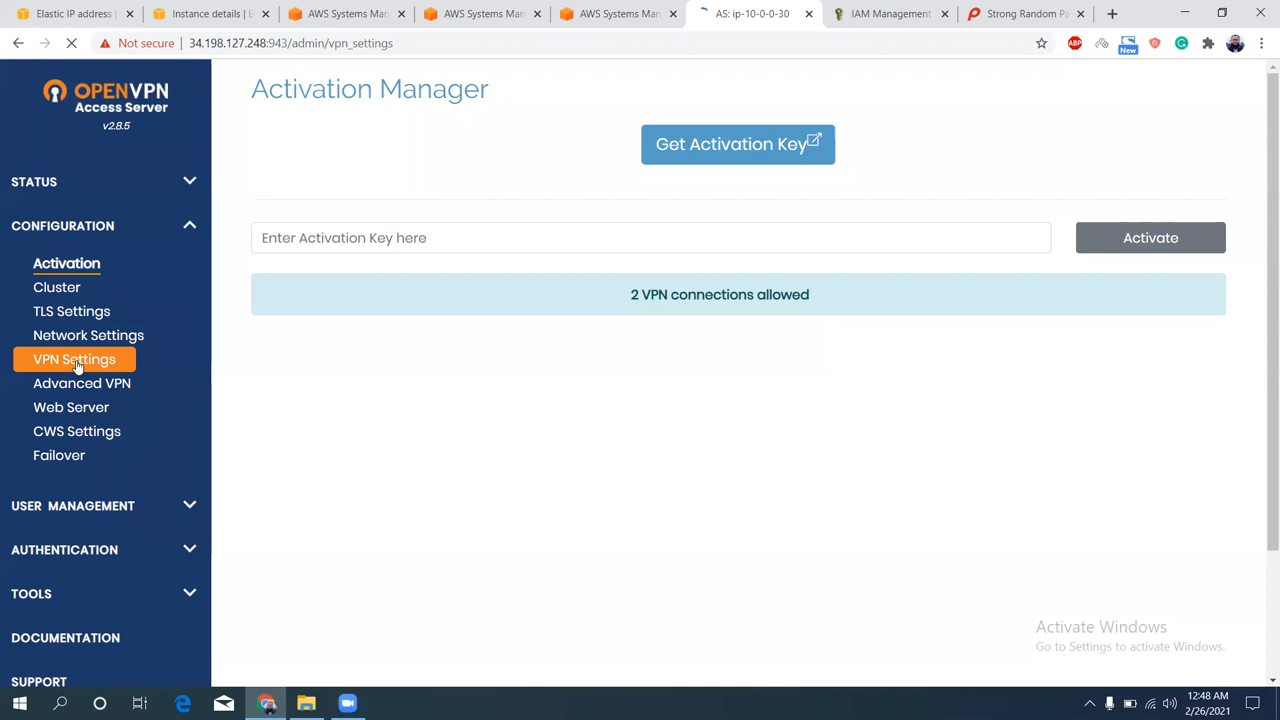 Elastic IP address
Instance details | E
AWS Systems Man
AWS Systems Man
AWS Systems Man
AS: ip-10-0-0-30
IAM Management
Strong Random Pa
Not secure
34.198.127.248:943/admin/vpn_settings
ABP
New
OPENVPN
Access Server
v2.8.5
STATUS
CONFIGURATION
Activation
Cluster
TLS Settings
Network Settings
VPN Settings
Advanced VPN
Web Server
CWS Settings
Failover
USER MANAGEMENT
AUTHENTICATION
TOOLS
DOCUMENTATION
SUPPORT
Activation Manager
Get Activation Key
Enter Activation Key here
Activate
2 VPN connections allowed
Activate Windows
Go to Settings to activate Windows.
12:48 AM
2/26/2021